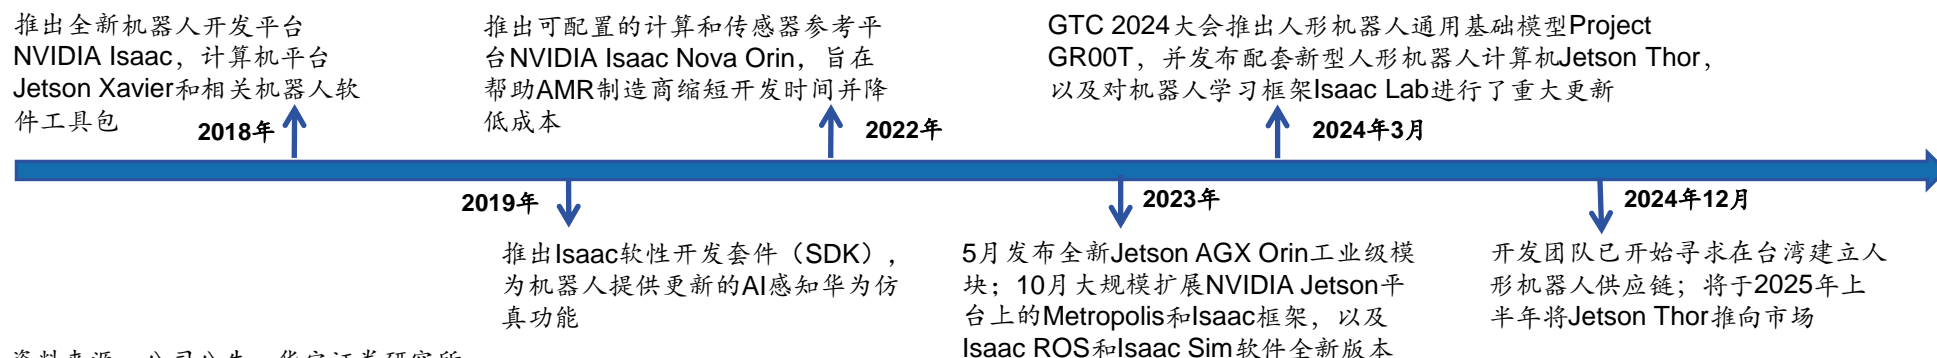 推出全新机器人开发平台
NVIDIA Isaac，计算机平台
Jetson Xavier和相关机器人软
件工具包
2018年
推出可配置的计算和传感器参考平
台NVIDIA Isaac Nova Orin，旨在
帮助AMR制造商缩短开发时间并降
低成本
2022年
GTC 2024大会推出人形机器人通用基础模型Project
GR00T，并发布配套新型人形机器人计算机Jetson Thor，
以及对机器人学习框架Isaac Lab进行了重大更新
2024年3月
2019年
推出Isaac软性开发套件（SDK），
为机器人提供更新的AI感知华为仿
真功能
2023年
5月发布全新Jetson AGX Orin工业级模
块；10月大规模扩展NVIDIA Jetson平
台上的Metropolis和Isaac框架，以及
Isaac ROS和Isaac Sim软件全新版本
2024年12月
开发团队已开始寻求在台湾建立人
形机器人供应链；将于2025年上
半年将Jetson Thor推向市场